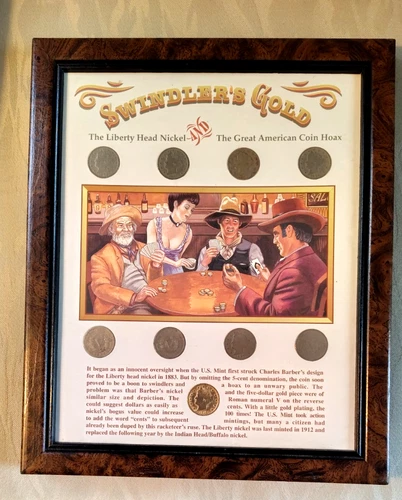 SWINDLER'S GOLD
The Liberty Head Nickel- AND The Great American Coin Hoax
It began as an innocent oversight when the U.S. Mint first struck Charles Barber's design
for the Liberty head nickel in 1883. But by omitting the 5-cent denomination, the coin soon
proved to be a boon to swindlers and a hoax to an unwary public. The
problem was that Barber's nickel and the five-dollar gold piece were of
similar size and depiction. The Roman numeral V on the reverse
could suggest dollars as easily as cents. With a little gold plating, the
nickel's bogus value could increase 100 times! The U.S. Mint took action
to add the word "cents" to subsequent mintings, but many a citizen had
already been duped by this racketeer's ruse. The Liberty nickel was last minted in 1912 and
replaced the following year by the Indian Head/Buffalo nickel.